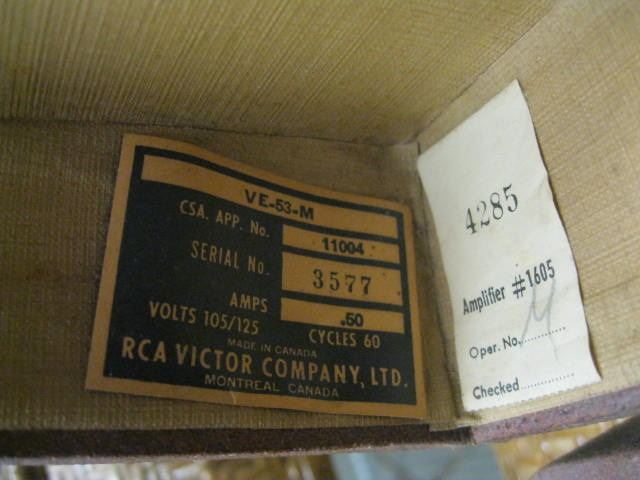 VE-53-M
CSA. APP. No. 11004
SERIAL No. 3577
AMPS .50
VOLTS 105/125 CYCLES 60
MADE IN CANADA
RCA VICTOR COMPANY, LTD.
MONTREAL CANADA
4285
Amplifier #1605
Oper. No.............
Checked...............